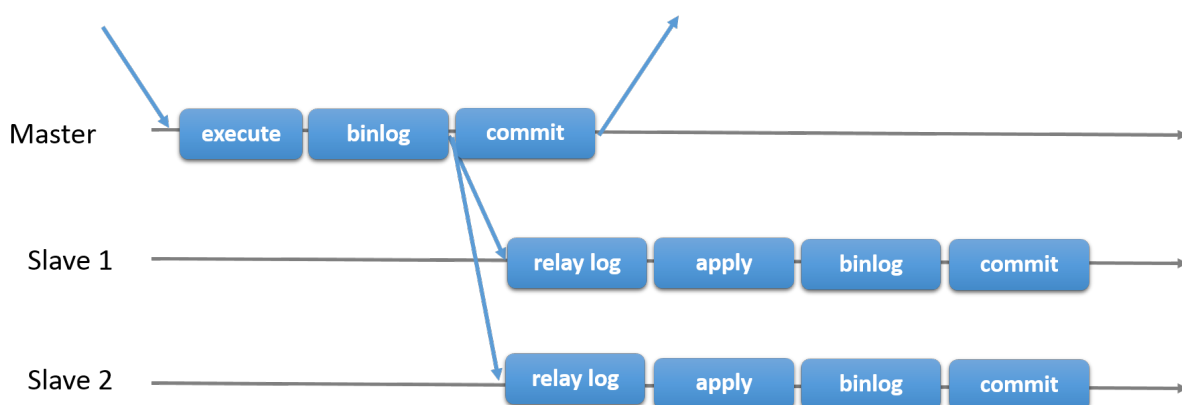 Master execute binlog commit
Slave 1 relay log apply binlog commit
Slave 2 relay log apply binlog commit